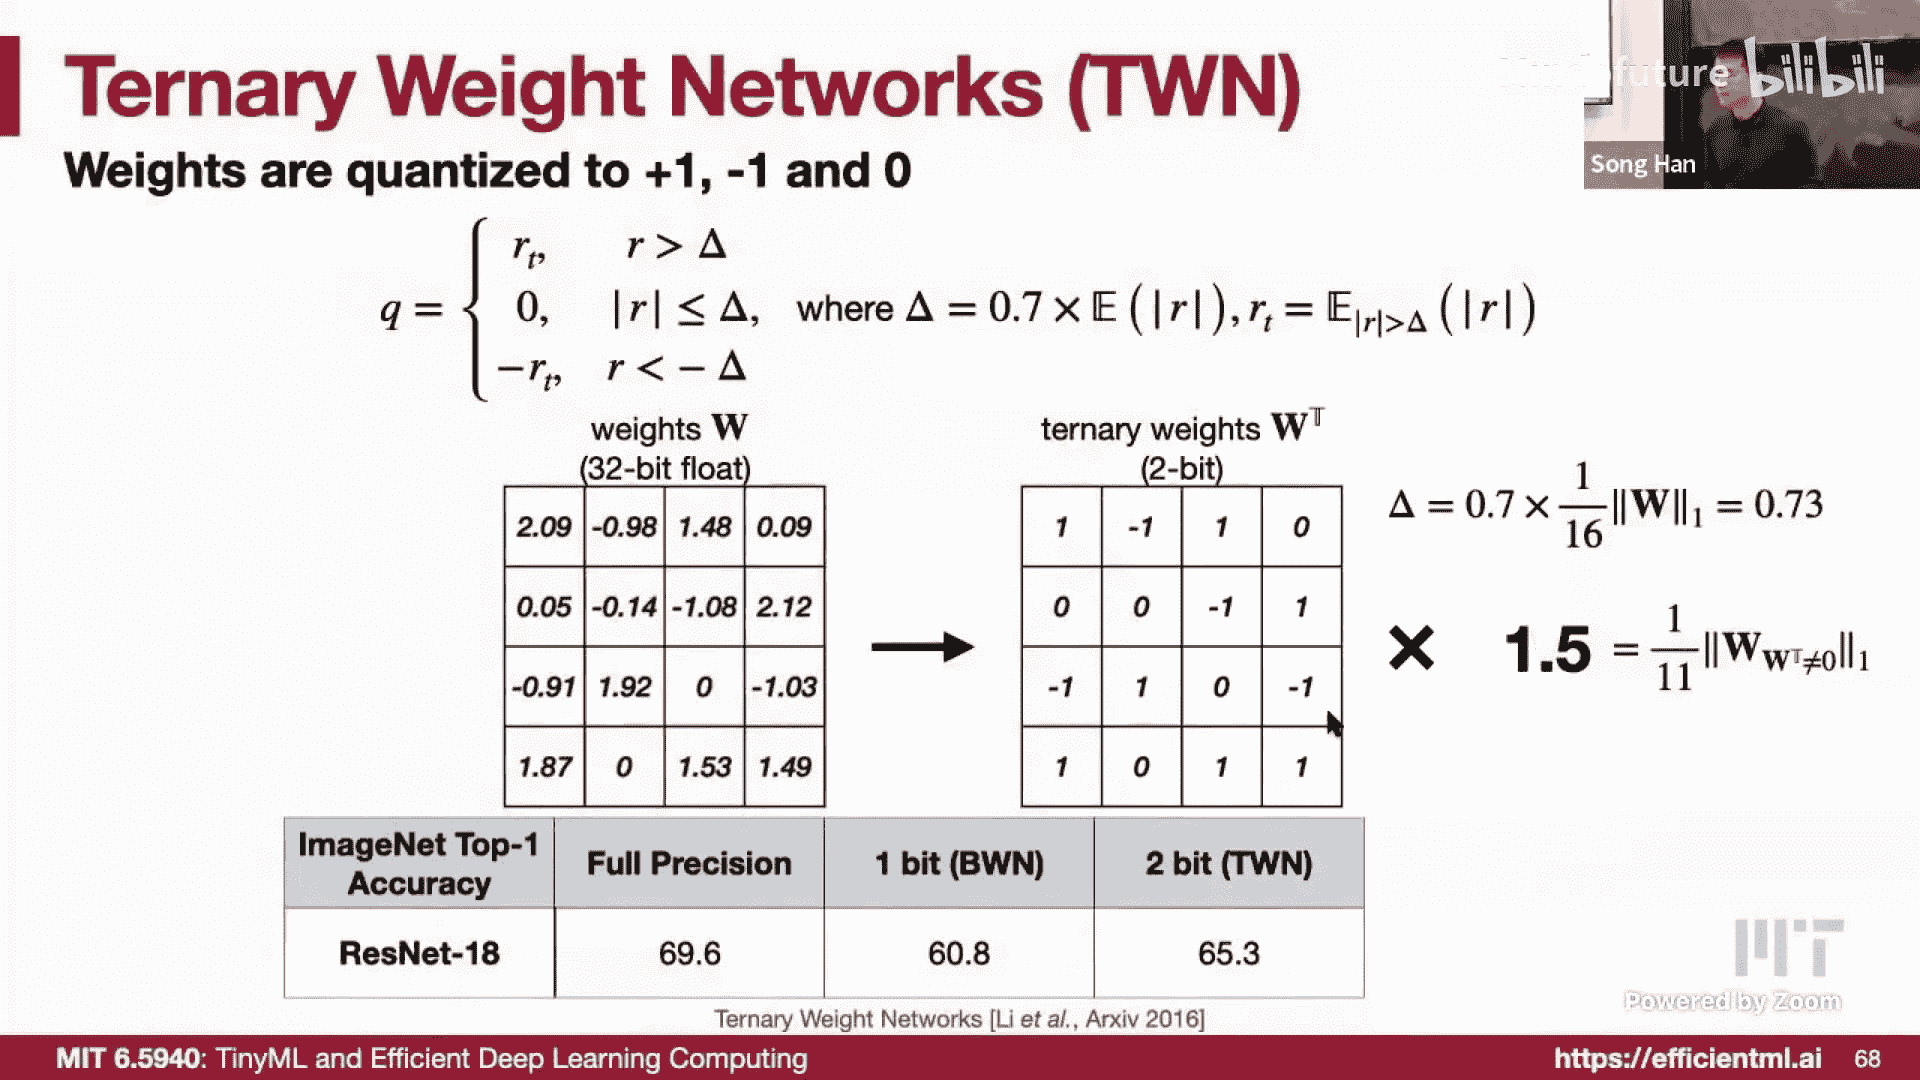 Ternary Weight Networks (TWN)
future bilibili
Song Han
Weights are quantized to +1, -1 and 0
q = { r_t, r > Δ
0, |r| ≤ Δ, where Δ = 0.7 × 𝔼(|r|), r_t = 𝔼_{|r|>Δ}(|r|)
−r_t, r < − Δ
weights W
(32-bit float)
2.09 -0.98 1.48 0.09
0.05 -0.14 -1.08 2.12
-0.91 1.92 0 -1.03
1.87 0 1.53 1.49
ternary weights W^𝕋
(2-bit)
1 -1 1 0
0 0 -1 1
-1 1 0 -1
1 0 1 1
Δ = 0.7 × 1/16 ‖W‖₁ = 0.73
× 1.5 = 1/11 ‖W_{W^𝕋≠0}‖₁
ImageNet Top-1 Accuracy Full Precision 1 bit (BWN) 2 bit (TWN)
ResNet-18 69.6 60.8 65.3
MIT
Powered by Zoom
Ternary Weight Networks [Li et al., Arxiv 2016]
MIT 6.5940: TinyML and Efficient Deep Learning Computing
https://efficientml.ai 68